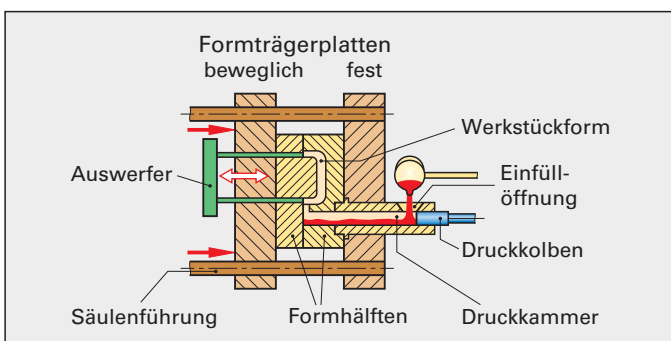 Formträgerplatten
beweglich fest
Werkstückform
Auswerfer
Einfüll-
öffnung
Druckkolben
Säulenführung
Formhälften
Druckkammer